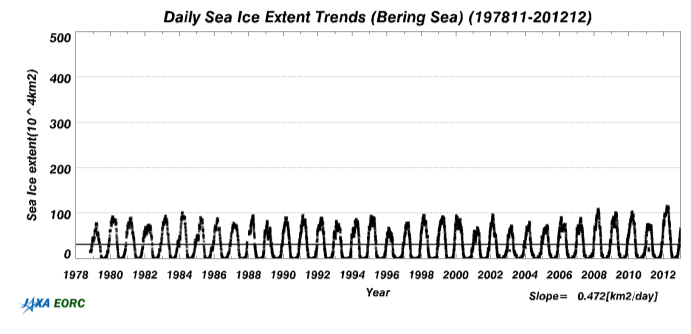 Daily Sea Ice Extent Trends (Bering Sea) (197811-201212)
500
400
300
200
100
0
Sea Ice extent(10^4km2)
1978 1980 1982 1984 1986 1988 1990 1992 1994 1996 1998 2000 2002 2004 2006 2008 2010 2012
Year
Slope= 0.472[km2/day]
JAXA EORC